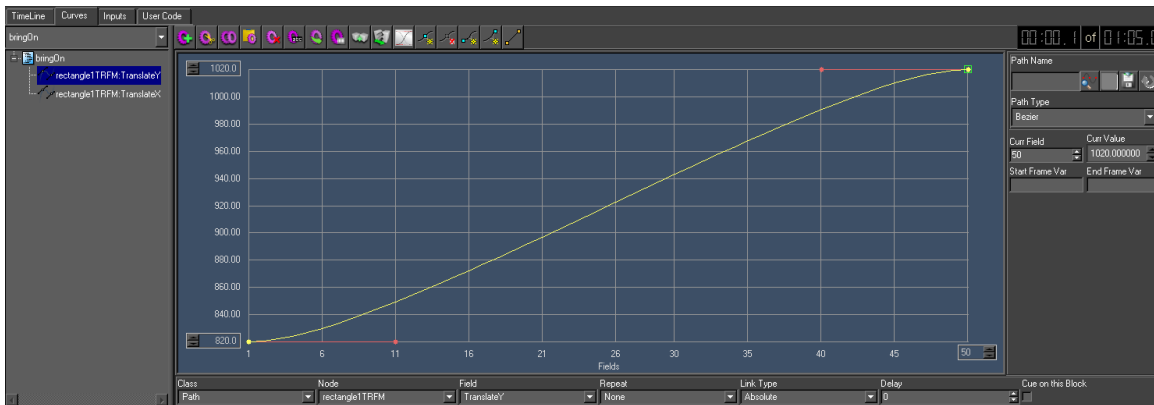 TimeLine Curves Inputs User Code
bringOn
00:00.1 of 01:05.0
bringOn
rectangle1TRFM:TranslateY
rectangle1TRFM:TranslateX
1020.0
1000.00
980.00
960.00
940.00
920.00
900.00
880.00
860.00
840.00
820.0
1 6 11 16 21 26 30 35 40 45 50
Fields
Path Name
Path Type
Bezier
Curr Field Curr Value
50 1020.000000
Start Frame Var End Frame Var
Class Node Field Repeat Link Type Delay Cue on this Block
Path rectangle1TRFM TranslateY None Absolute 0